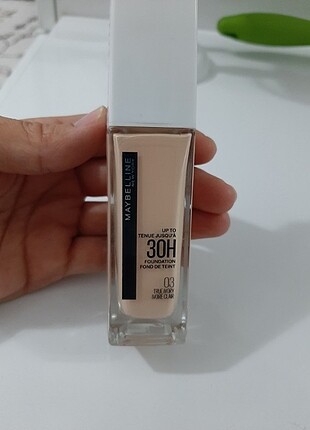 MAYBELLINE
NEW YORK
UP TO
TENUE JUSQU'À
30H
FOUNDATION
FOND DE TEINT
03
TRUE IVORY
IVOIRE CLAIR